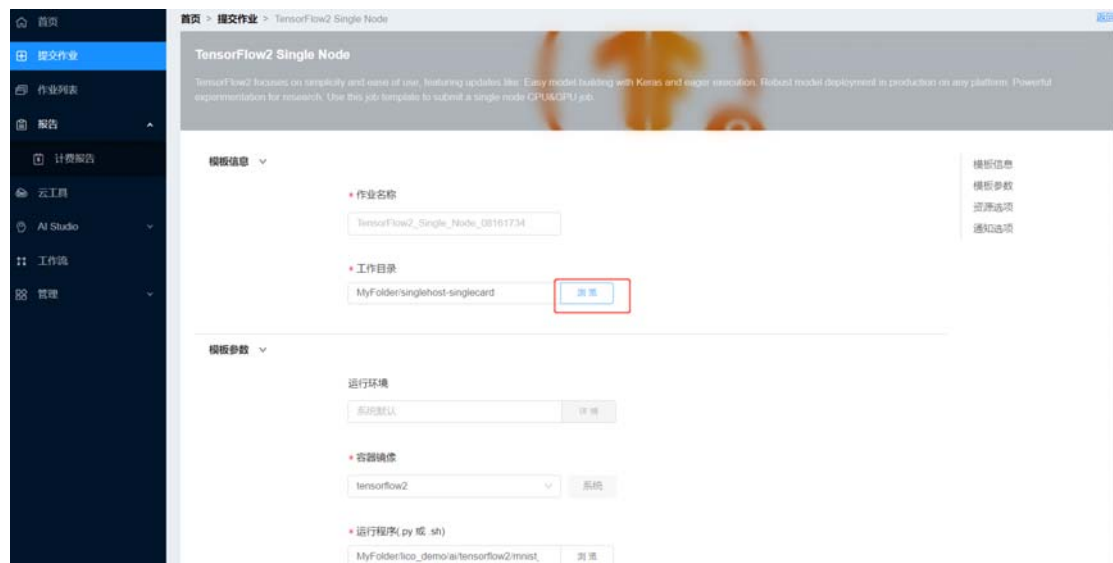 首页
提交作业
作业列表
报告
计费报告
云工具
AI Studio
工作流
管理
首页 > 提交作业 > TensorFlow2 Single Node
返回
TensorFlow2 Single Node
TensorFlow2 focuses on simplicity and ease of use, featuring updates like: Easy model building with Keras and eager execution. Robust model deployment in production on any platform. Powerful
experimentation for research. Use this job template to submit a single node CPU&GPU job.
模板信息
* 作业名称
TensorFlow2_Single_Node_08161734
* 工作目录
MyFolder/singlehost-singlecard 浏览
模板参数
运行环境
系统默认 详情
* 容器镜像
tensorflow2 系统
* 运行程序(.py 或 .sh)
MyFolder/lico_demo/ai/tensorflow2/mnist_ 浏览
模板信息
模板参数
资源选项
通知选项